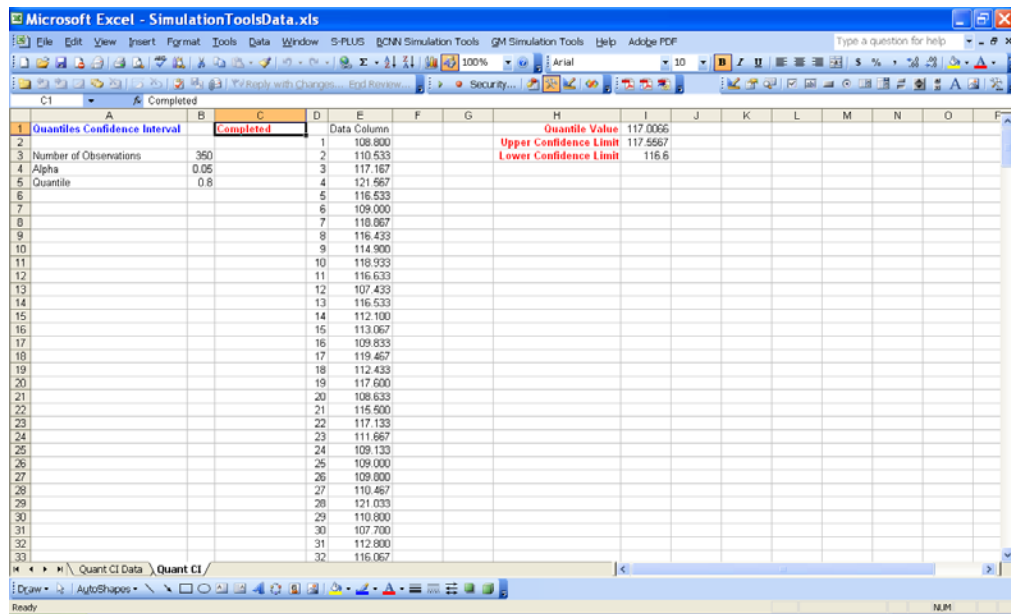 Microsoft Excel - SimulationToolsData.xls
File Edit View Insert Format Tools Data Window S-PLUS BCNN Simulation Tools GM Simulation Tools Help Adobe PDF Type a question for help
100% Arial 10 B I U
Reply with Changes... End Review... Security...
C1 fx Completed
A B C D E F G H I J K L M N O
1 Quantiles Confidence Interval Completed Data Column Quantile Value 117.0066
2 1 108.800 Upper Confidence Limit 117.5567
3 Number of Observations 350 2 110.533 Lower Confidence Limit 116.6
4 Alpha 0.05 3 117.167
5 Quantile 0.8 4 121.567
6 5 116.533
7 6 109.000
8 7 118.867
9 8 116.433
10 9 114.900
11 10 118.933
12 11 116.633
13 12 107.433
14 13 116.533
15 14 112.100
16 15 113.067
17 16 109.833
18 17 119.467
19 18 112.433
20 19 117.600
21 20 108.633
22 21 115.500
23 22 117.133
24 23 111.667
25 24 109.133
26 25 109.000
27 26 109.800
28 27 110.467
29 28 121.033
30 29 110.800
31 30 107.700
32 31 112.800
33 32 116.067
Quant CI Data Quant CI
Draw AutoShapes
Ready NUM